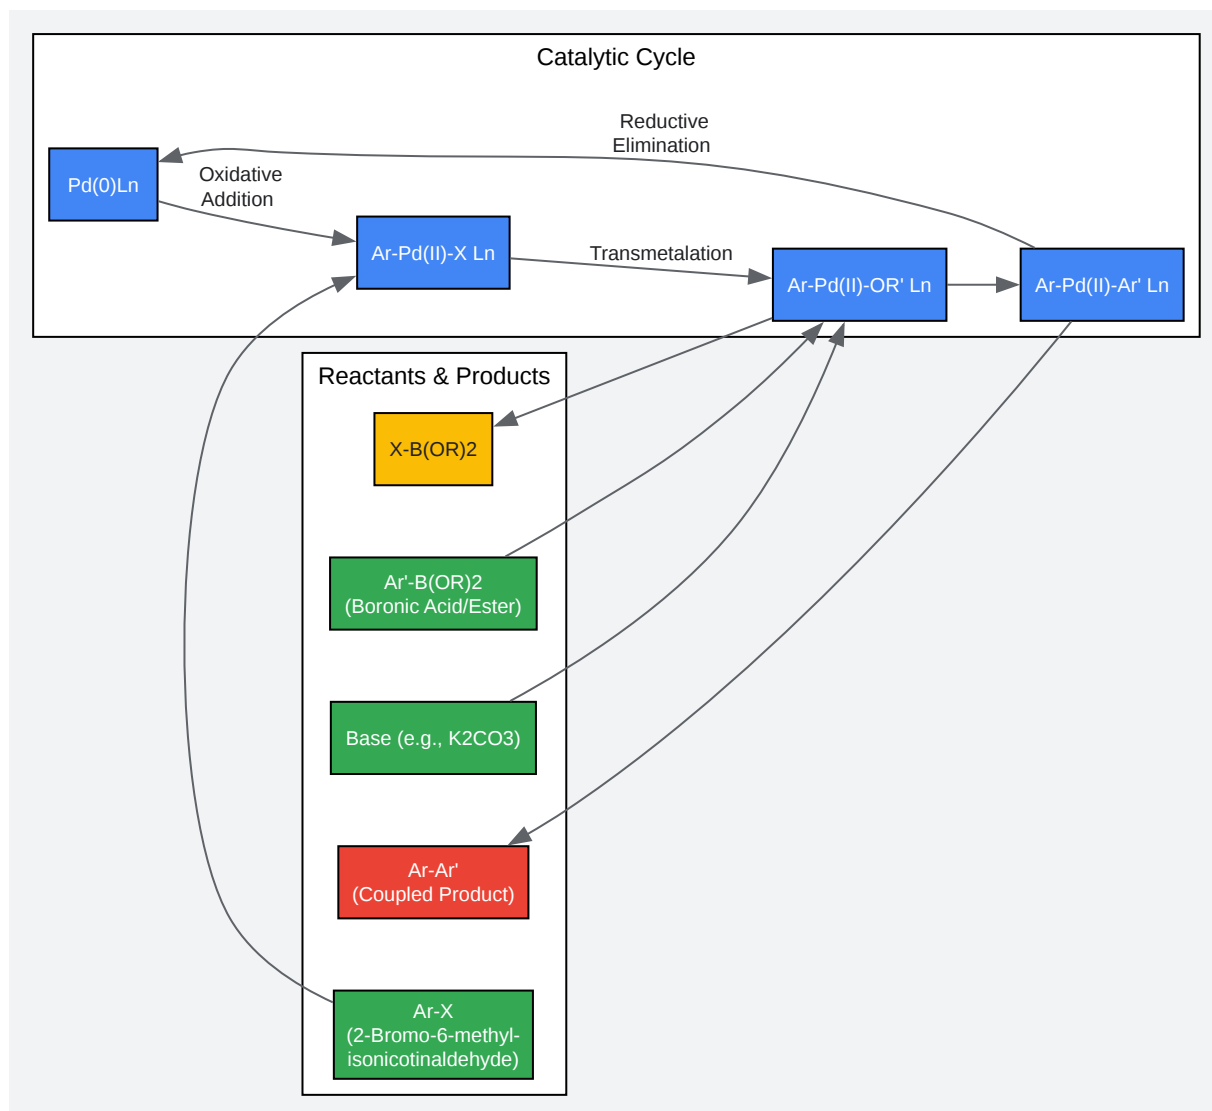 Catalytic Cycle
Reductive
Elimination
Pd(0)Ln
Oxidative
Addition
Ar-Pd(II)-X Ln
Transmetalation
Ar-Pd(II)-OR' Ln
Ar-Pd(II)-Ar' Ln
Reactants & Products
X-B(OR)2
Ar'-B(OR)2
(Boronic Acid/Ester)
Base (e.g., K2CO3)
Ar-Ar'
(Coupled Product)
Ar-X
(2-Bromo-6-methyl-
isonicotinaldehyde)